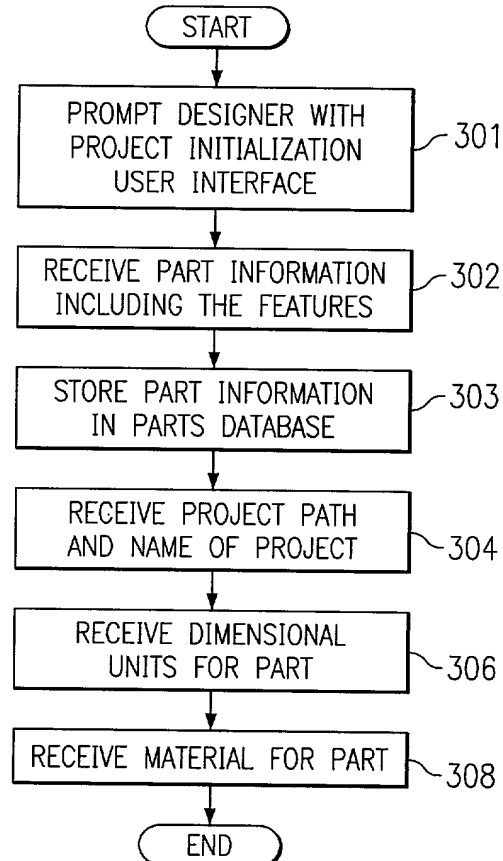 START
PROMPT DESIGNER WITH
PROJECT INITIALIZATION
USER INTERFACE
301
RECEIVE PART INFORMATION
INCLUDING THE FEATURES
302
STORE PART INFORMATION
IN PARTS DATABASE
303
RECEIVE PROJECT PATH
AND NAME OF PROJECT
304
RECEIVE DIMENSIONAL
UNITS FOR PART
306
RECEIVE MATERIAL FOR PART
308
END